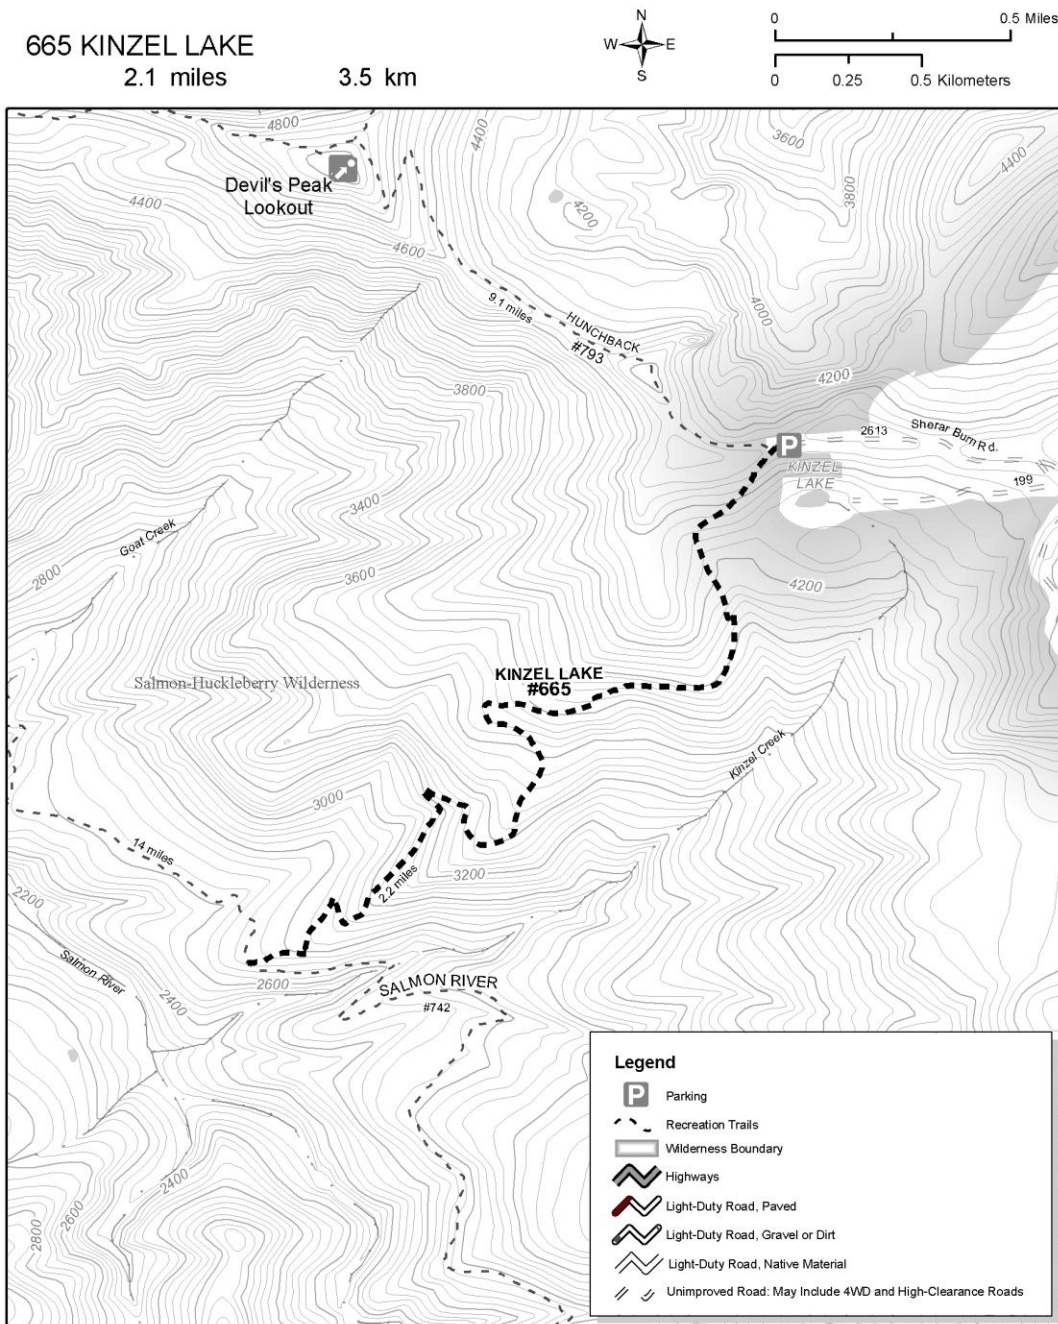 665 KINZEL LAKE
2.1 miles 3.5 km
N
W E
S
0 0.5 Miles
0 0.25 0.5 Kilometers
4800
4400
3600
4400
Devil's Peak
Lookout
4400
4200
3800
4600
9.1 miles
HUNCHBACK
#793
4000
3800
4200
2613
Sherar Burn Rd.
P
KINZEL
LAKE
199
3400
Goat Creek
2800
3600
4200
Salmon-Huckleberry Wilderness
KINZEL LAKE
#665
Kinzel Creek
3000
14 miles
2.2 miles
3200
2200
Salmon River
2600
SALMON RIVER
#742
2400
2400
2600
2800
Legend
P Parking
Recreation Trails
Wilderness Boundary
Highways
Light-Duty Road, Paved
Light-Duty Road, Gravel or Dirt
Light-Duty Road, Native Material
Unimproved Road: May Include 4WD and High-Clearance Roads